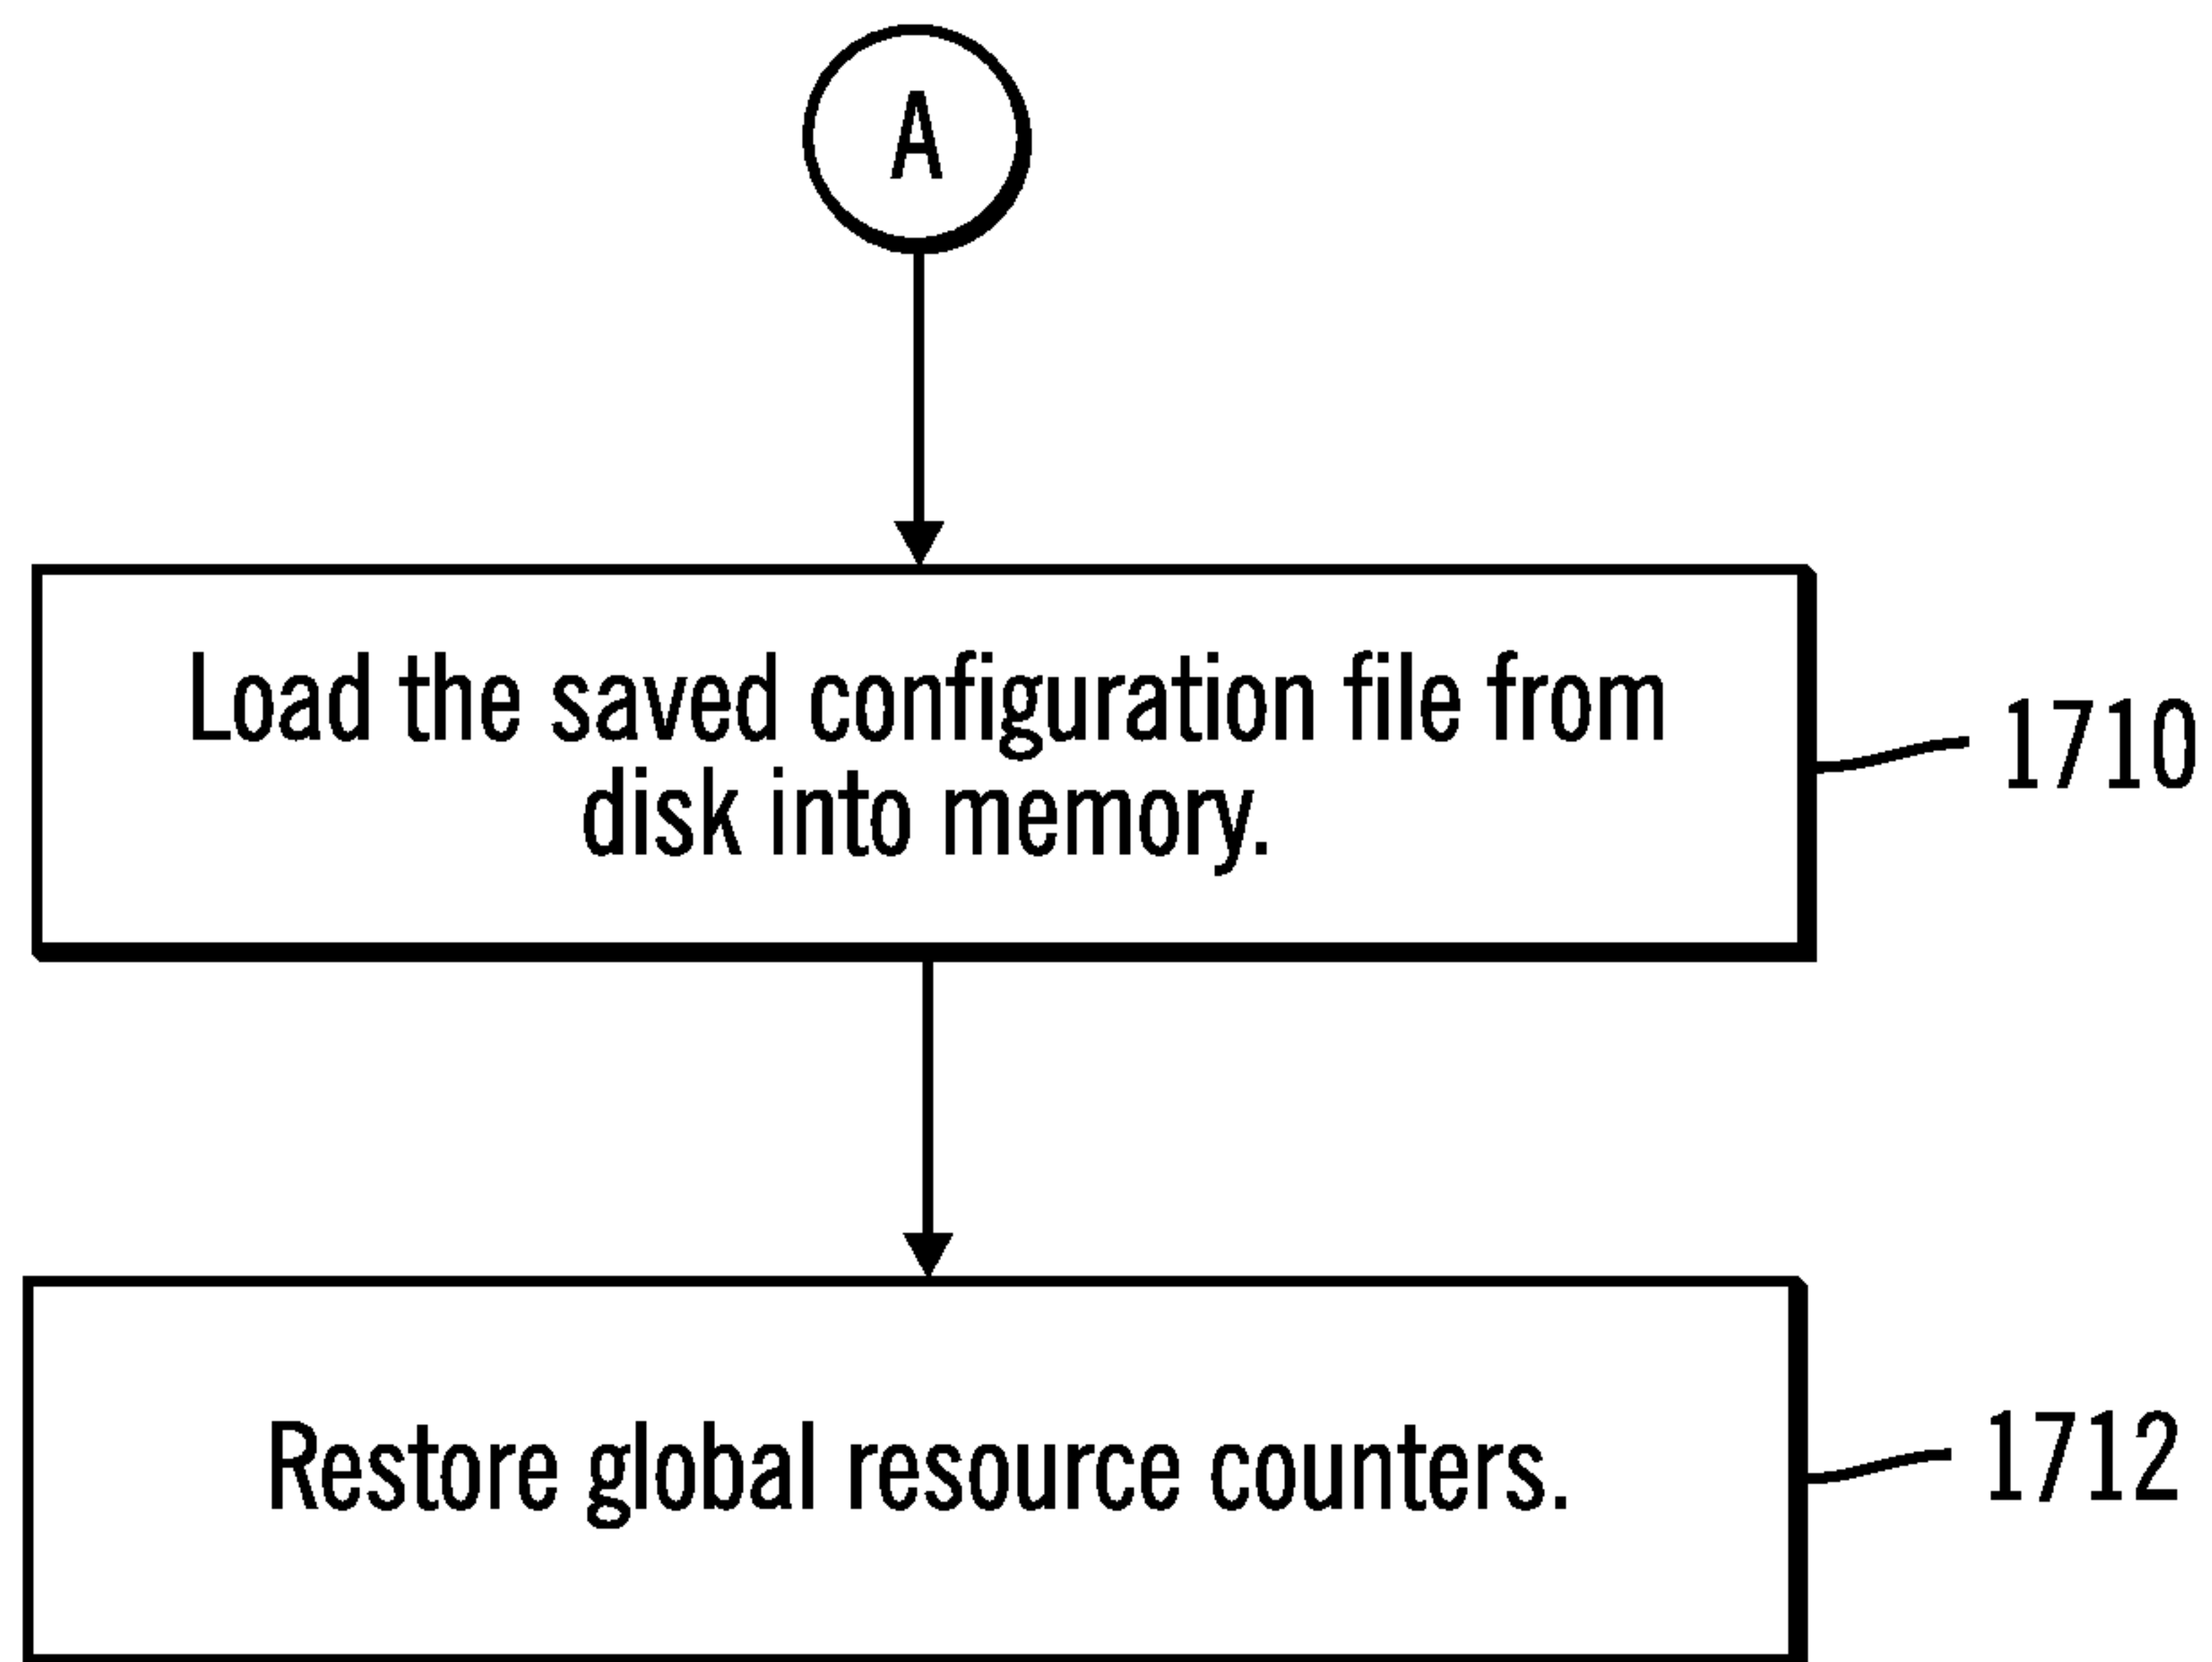 A
Load the saved configuration file from
disk into memory.
1710
Restore global resource counters.
1712